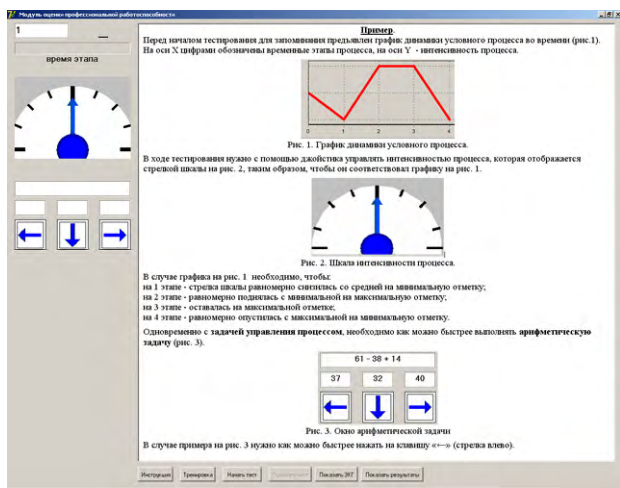 Модуль оценки профессиональной работоспособности
1
время этапа
Пример.
Перед началом тестирования для запоминания предъявлен график динамики условного процесса во времени (рис.1).
На оси X цифрами обозначены временные этапы процесса, на оси Y - интенсивность процесса.
0 1 2 3 4
Рис. 1. График динамики условного процесса.
В ходе тестирования нужно с помощью джойстика управлять интенсивностью процесса, которая отображается
стрелкой шкалы на рис. 2, таким образом, чтобы он соответствовал графику на рис. 1.
Рис. 2. Шкала интенсивности процесса.
В случае графика на рис. 1 необходимо, чтобы:
на 1 этапе - стрелка шкалы равномерно снизилась со средней на минимальную отметку;
на 2 этапе - равномерно поднялась с минимальной на максимальную отметку;
на 3 этапе - оставалась на максимальной отметке;
на 4 этапе - равномерно опустилась с максимальной на минимальную отметку.
Одновременно с задачей управления процессом, необходимо как можно быстрее выполнять арифметическую
задачу (рис. 3).
61 - 38 + 14
37 32 40
Рис. 3. Окно арифметической задачи
В случае примера на рис. 3 нужно как можно быстрее нажать на клавишу «←» (стрелка влево).
Инструкция Тренировка Начать тест Показать ЭКГ Показать результаты